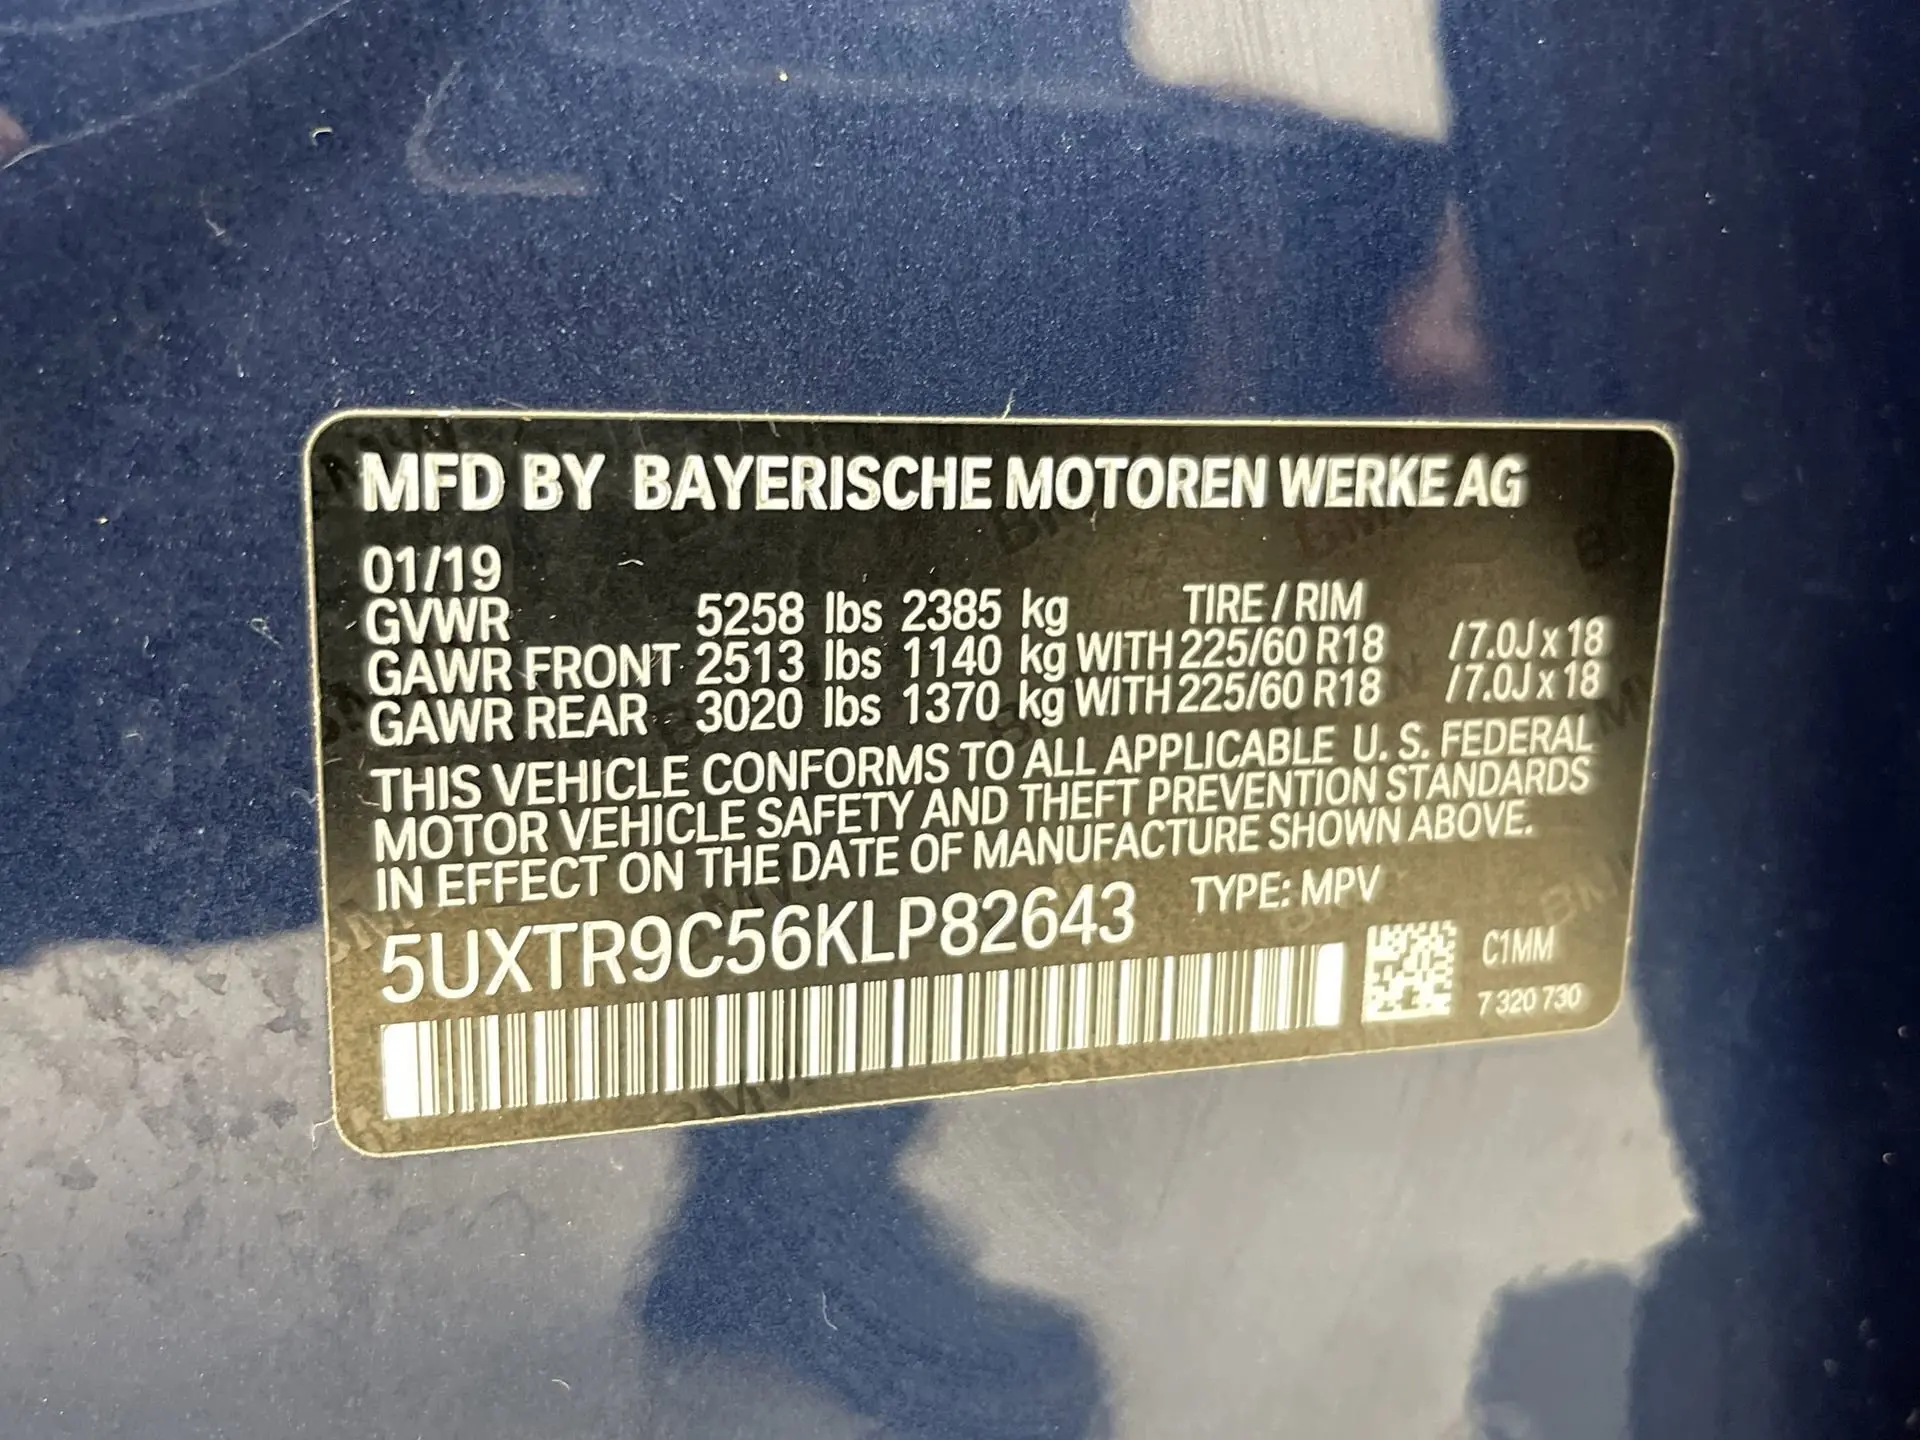 MFD BY BAYERISCHE MOTOREN WERKE AG
01/19
GVWR 5258 lbs 2385 kg TIRE / RIM
GAWR FRONT 2513 lbs 1140 kg WITH 225/60 R18 /7.0J x 18
GAWR REAR 3020 lbs 1370 kg WITH 225/60 R18 /7.0J x 18
THIS VEHICLE CONFORMS TO ALL APPLICABLE U. S. FEDERAL
MOTOR VEHICLE SAFETY AND THEFT PREVENTION STANDARDS
IN EFFECT ON THE DATE OF MANUFACTURE SHOWN ABOVE.
5UXTR9C56KLP82643 TYPE: MPV
C1MM
7 320 730